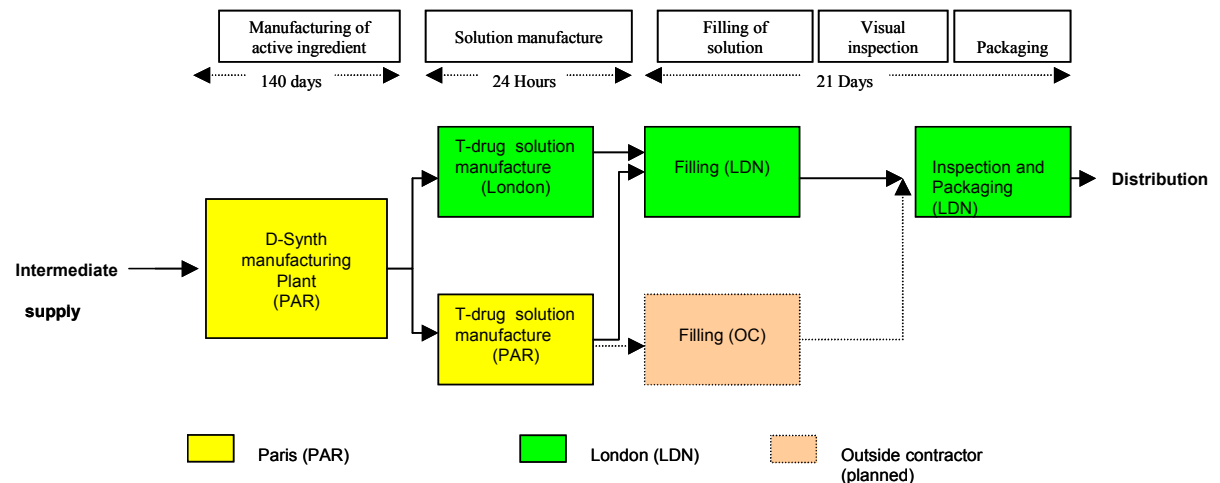 Manufacturing of
active ingredient
Solution manufacture
Filling of
solution
Visual
inspection
Packaging
140 days
24 Hours
21 Days
T-drug solution
manufacture
(London)
Filling (LDN)
Inspection and
Packaging
(LDN)
Distribution
D-Synth
manufacturing
Plant
(PAR)
Intermediate
supply
T-drug solution
manufacture
(PAR)
Filling (OC)
Paris (PAR)
London (LDN)
Outside contractor
(planned)